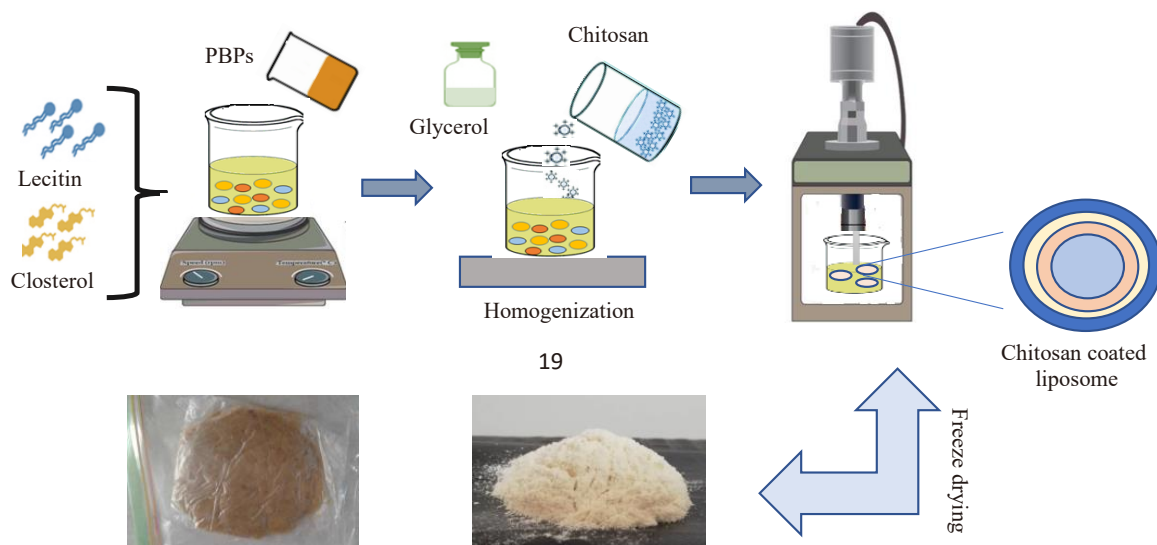 PBPs
Lecitin
Closterol
Glycerol
Chitosan
Homogenization
Chitosan coated
liposome
19
Freeze drying